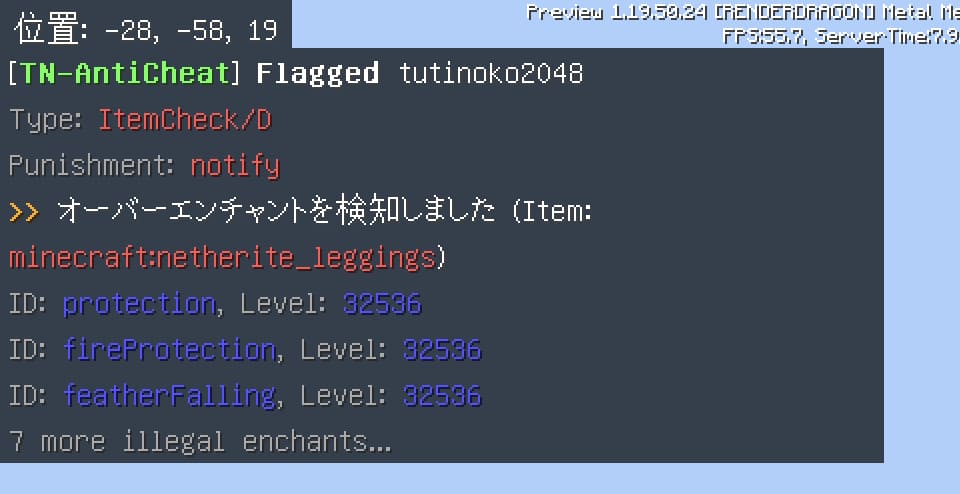 位置: -28, -58, 19
Preview 1.19.50.24 [RENDERDRAGON] Metal
FPS:55.7, ServerTime:7.9
[TN-AntiCheat] Flagged tutinoko2048
Type: ItemCheck/D
Punishment: notify
>> オーバーエンチャントを検知しました (Item:
minecraft:netherite_leggings)
ID: protection, Level: 32536
ID: fireProtection, Level: 32536
ID: featherFalling, Level: 32536
7 more illegal enchants...